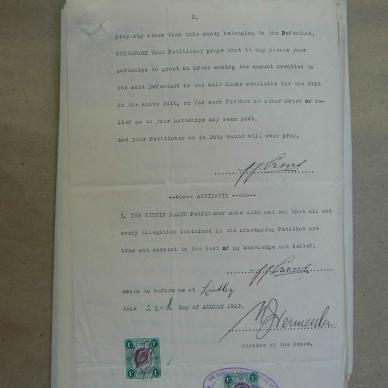 2.
property other than this money belonging to the Defendant,
WHEREFORE Your Petitioner prays that it may please your
Lordships to grant an Order making the amount credited to
the said Defendant in the said Banks available for the Writ
in the above Suit, or for such further or other Order or re-
lief as to your Lordships may seem meet.
And your Petitioner as in Duty bound will ever pray,
--oOo-- AFFIDAVIT --oOo--
I, THE WITHIN NAMED Petitioner make oath and say that all and
every allegation contained in the aforegoing Petition are
true and correct to the best of my knowledge and belief.
Sworn to before me at Lindley
this 22nd Day of AUGUST 1913.
Justice of the Peace.